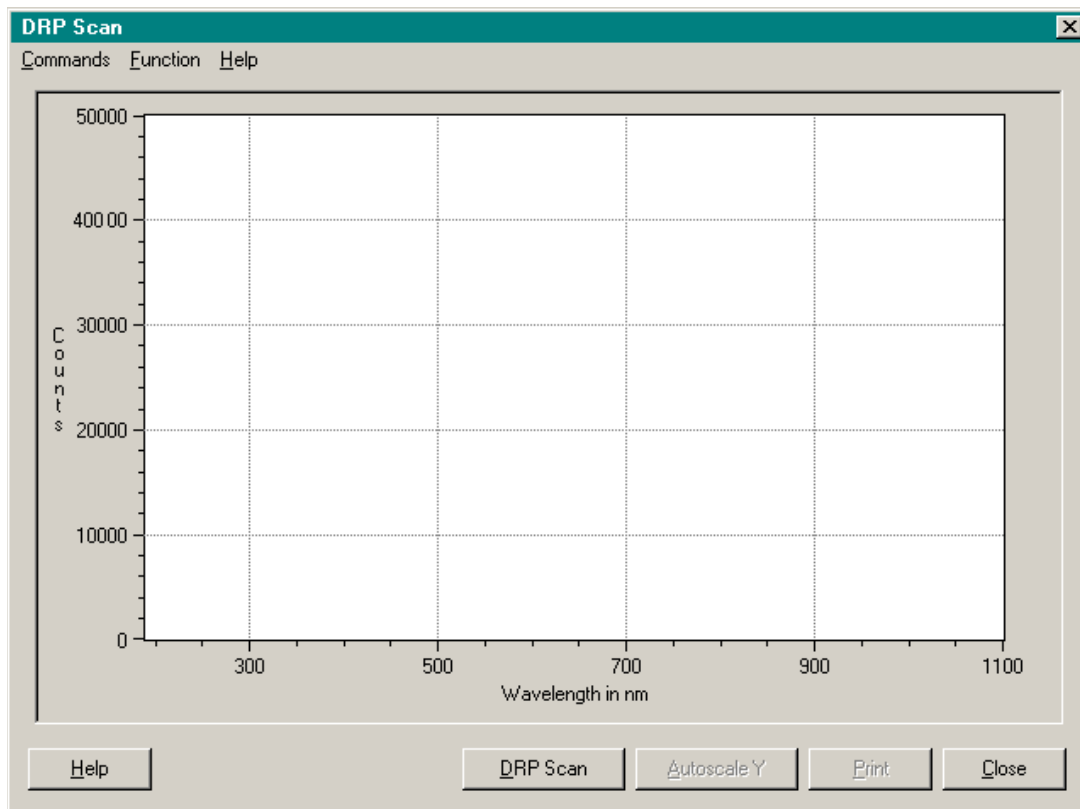 DRP Scan
Commands Function Help
50000
40000
30000
20000
10000
0
Counts
300 500 700 900 1100
Wavelength in nm
Help DRP Scan Autoscale Y Print Close